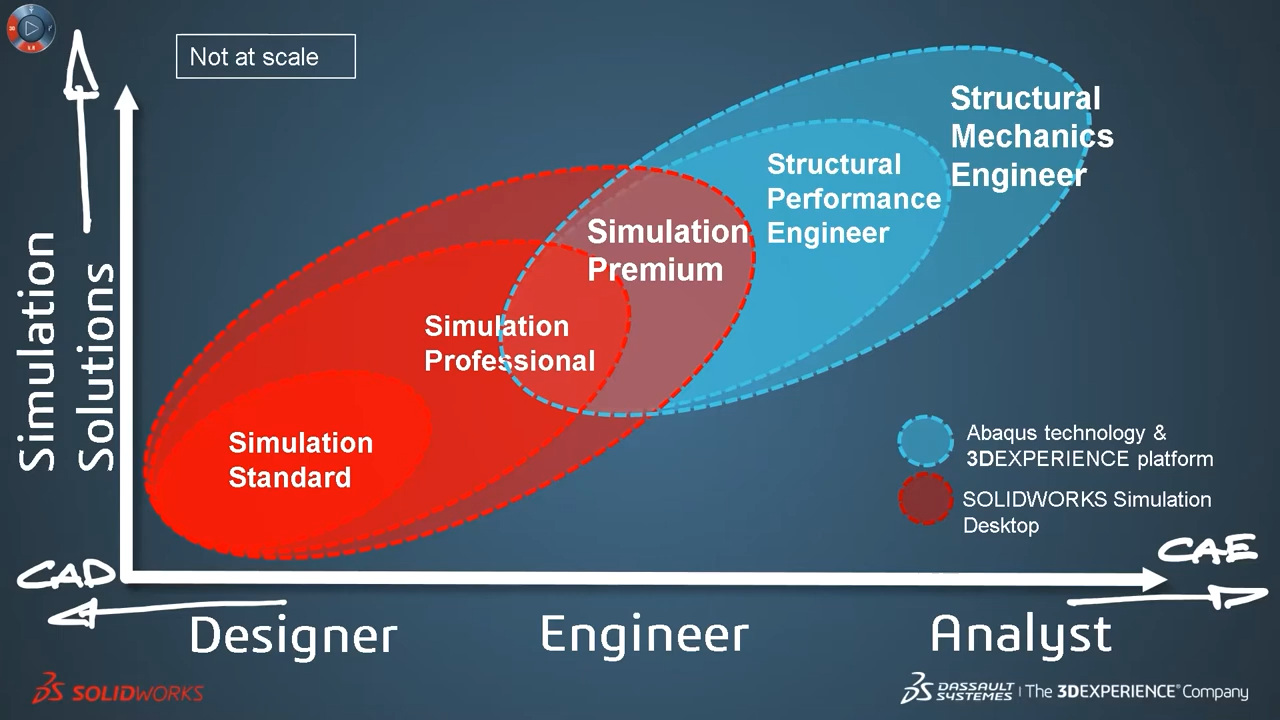 Not at scale
Structural
Mechanics
Engineer
Structural
Performance
Engineer
Simulation
Premium
Simulation
Professional
Simulation
Standard
Simulation
Solutions
Abaqus technology &
3DEXPERIENCE platform
SOLIDWORKS Simulation
Desktop
CAD
CAE
Designer
Engineer
Analyst
SOLIDWORKS
DASSAULT
SYSTEMES | The 3DEXPERIENCE® Company